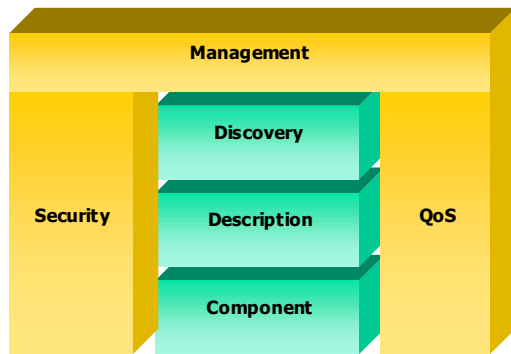 Management
Discovery
Security
Description
QoS
Component